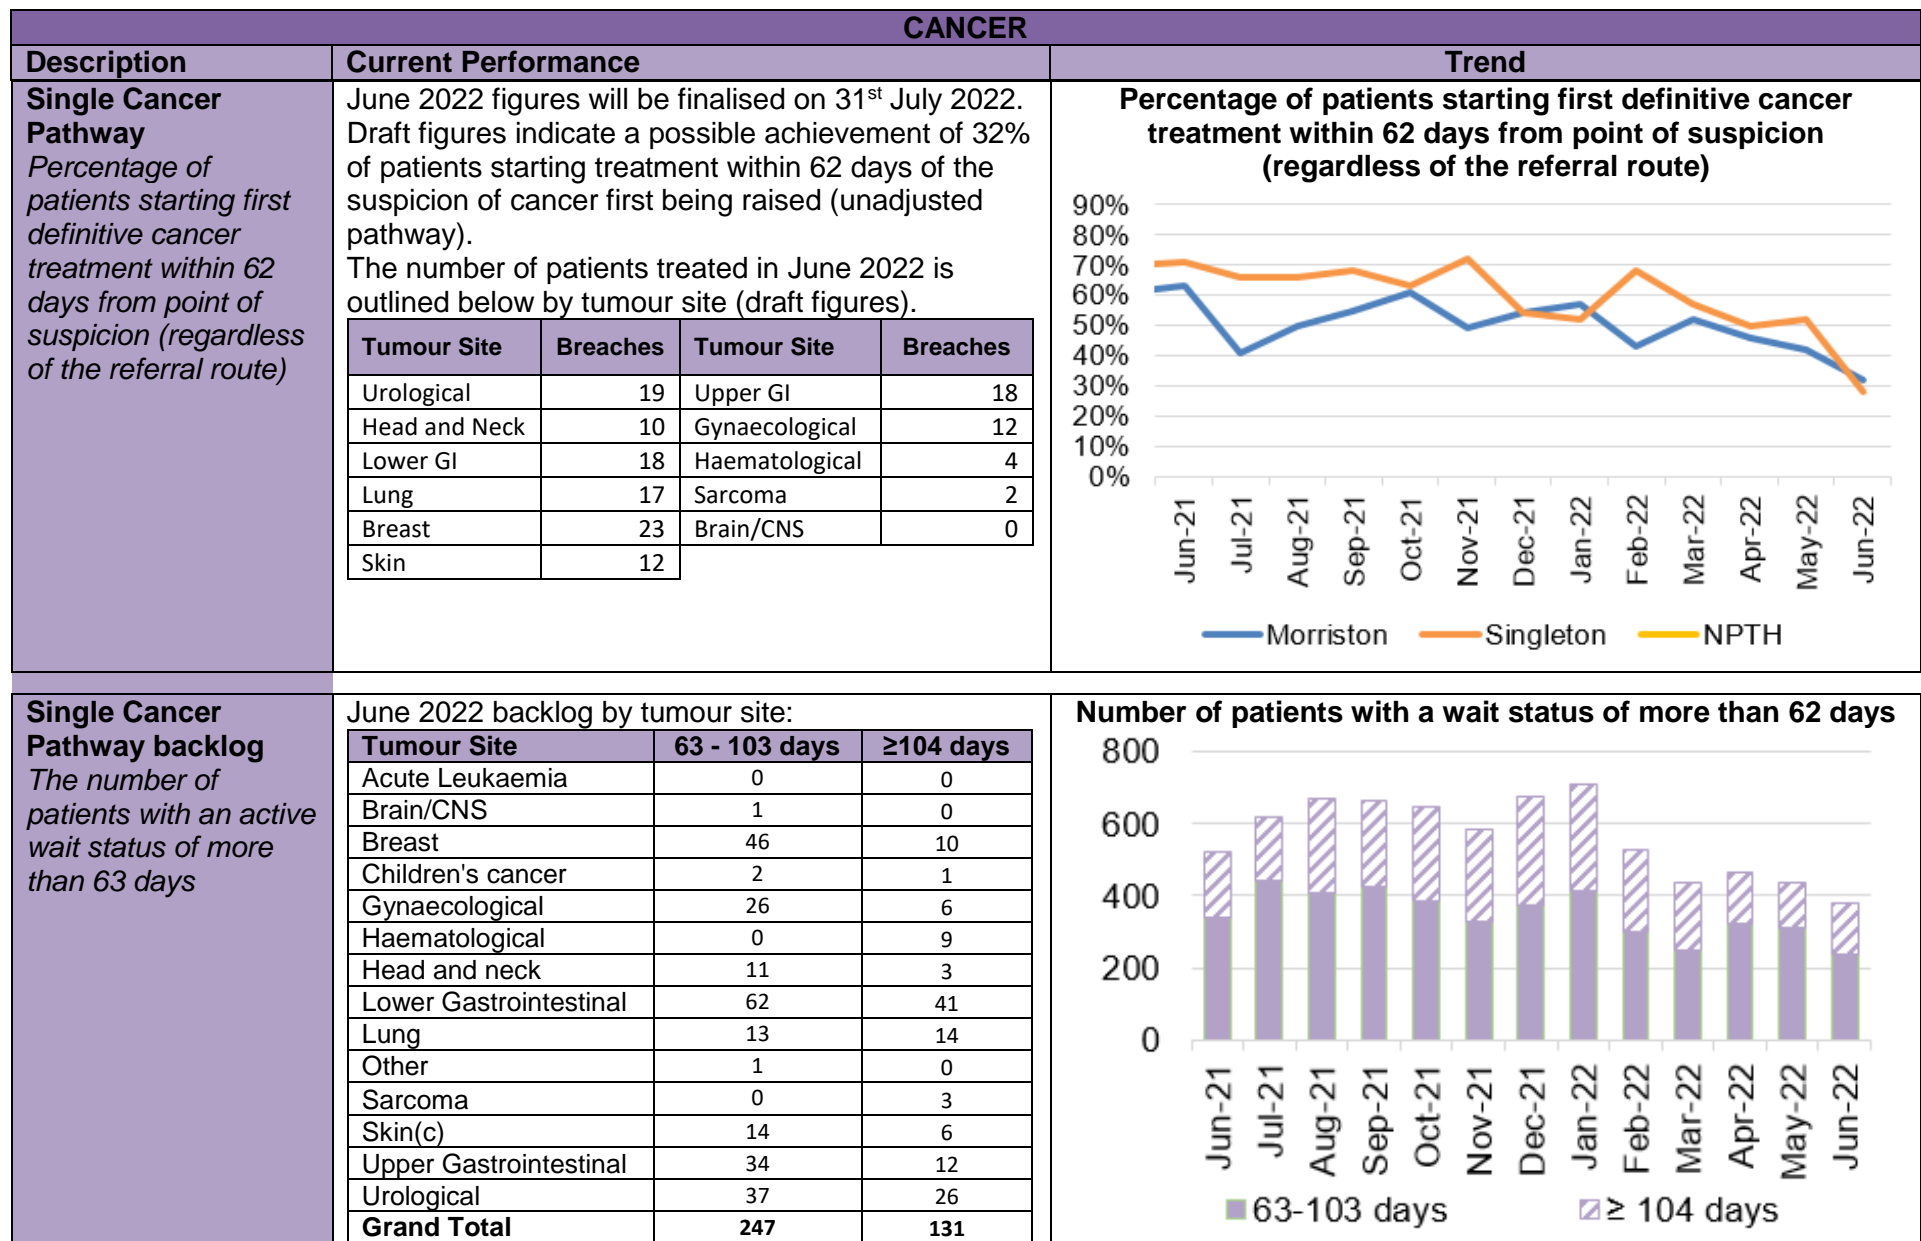 CANCER
Description Current Performance Trend
Single Cancer
Pathway
Percentage of
patients starting first
definitive cancer
treatment within 62
days from point of
suspicion (regardless
of the referral route)
June 2022 figures will be finalised on 31st July 2022.
Draft figures indicate a possible achievement of 32%
of patients starting treatment within 62 days of the
suspicion of cancer first being raised (unadjusted
pathway).
The number of patients treated in June 2022 is
outlined below by tumour site (draft figures).
Tumour Site Breaches Tumour Site Breaches
Urological 19 Upper GI 18
Head and Neck 10 Gynaecological 12
Lower GI 18 Haematological 4
Lung 17 Sarcoma 2
Breast 23 Brain/CNS 0
Skin 12
Percentage of patients starting first definitive cancer
treatment within 62 days from point of suspicion
(regardless of the referral route)
90%
80%
70%
60%
50%
40%
30%
20%
10%
0%
Jun-21 Jul-21 Aug-21 Sep-21 Oct-21 Nov-21 Dec-21 Jan-22 Feb-22 Mar-22 Apr-22 May-22 Jun-22
Morriston Singleton NPTH
Single Cancer
Pathway backlog
The number of
patients with an active
wait status of more
than 63 days
June 2022 backlog by tumour site:
Tumour Site 63 - 103 days ≥104 days
Acute Leukaemia 0 0
Brain/CNS 1 0
Breast 46 10
Children's cancer 2 1
Gynaecological 26 6
Haematological 0 9
Head and neck 11 3
Lower Gastrointestinal 62 41
Lung 13 14
Other 1 0
Sarcoma 0 3
Skin(c) 14 6
Upper Gastrointestinal 34 12
Urological 37 26
Grand Total 247 131
Number of patients with a wait status of more than 62 days
800
600
400
200
0
Jun-21 Jul-21 Aug-21 Sep-21 Oct-21 Nov-21 Dec-21 Jan-22 Feb-22 Mar-22 Apr-22 May-22 Jun-22
63-103 days ≥ 104 days